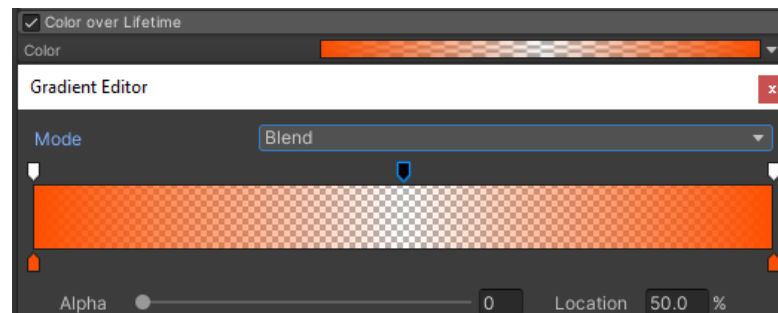 Color over Lifetime
Color
Gradient Editor
x
Mode Blend
Alpha 0 Location 50.0 %